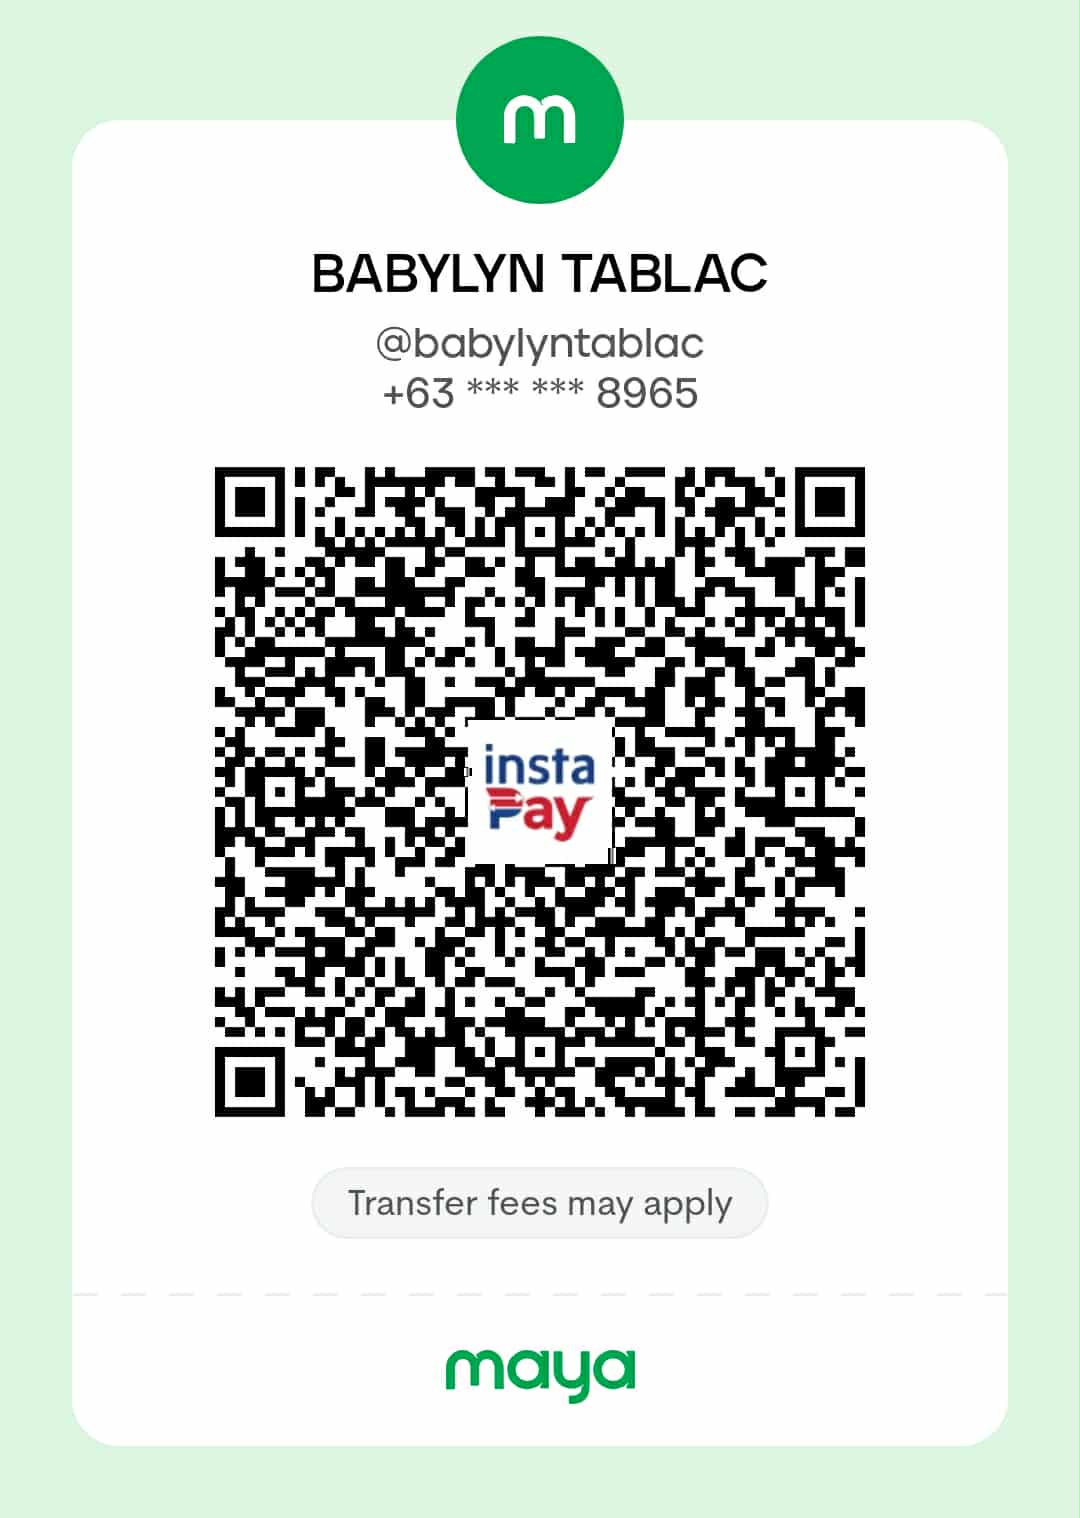 m
BABYLYN TABLAC
@babylyntablac
+63 *** *** 8965
insta
Pay
Transfer fees may apply
maya